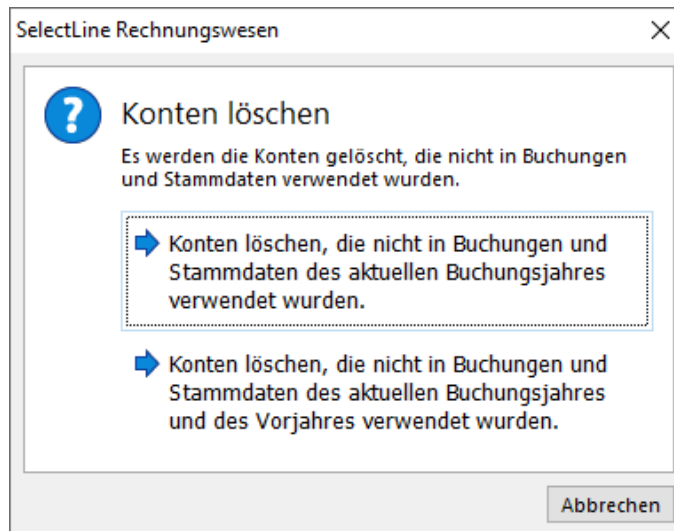 SelectLine Rechnungswesen
Konten löschen
Es werden die Konten gelöscht, die nicht in Buchungen
und Stammdaten verwendet wurden.
Konten löschen, die nicht in Buchungen und
Stammdaten des aktuellen Buchungsjahres
verwendet wurden.
Konten löschen, die nicht in Buchungen und
Stammdaten des aktuellen Buchungsjahres
und des Vorjahres verwendet wurden.
Abbrechen